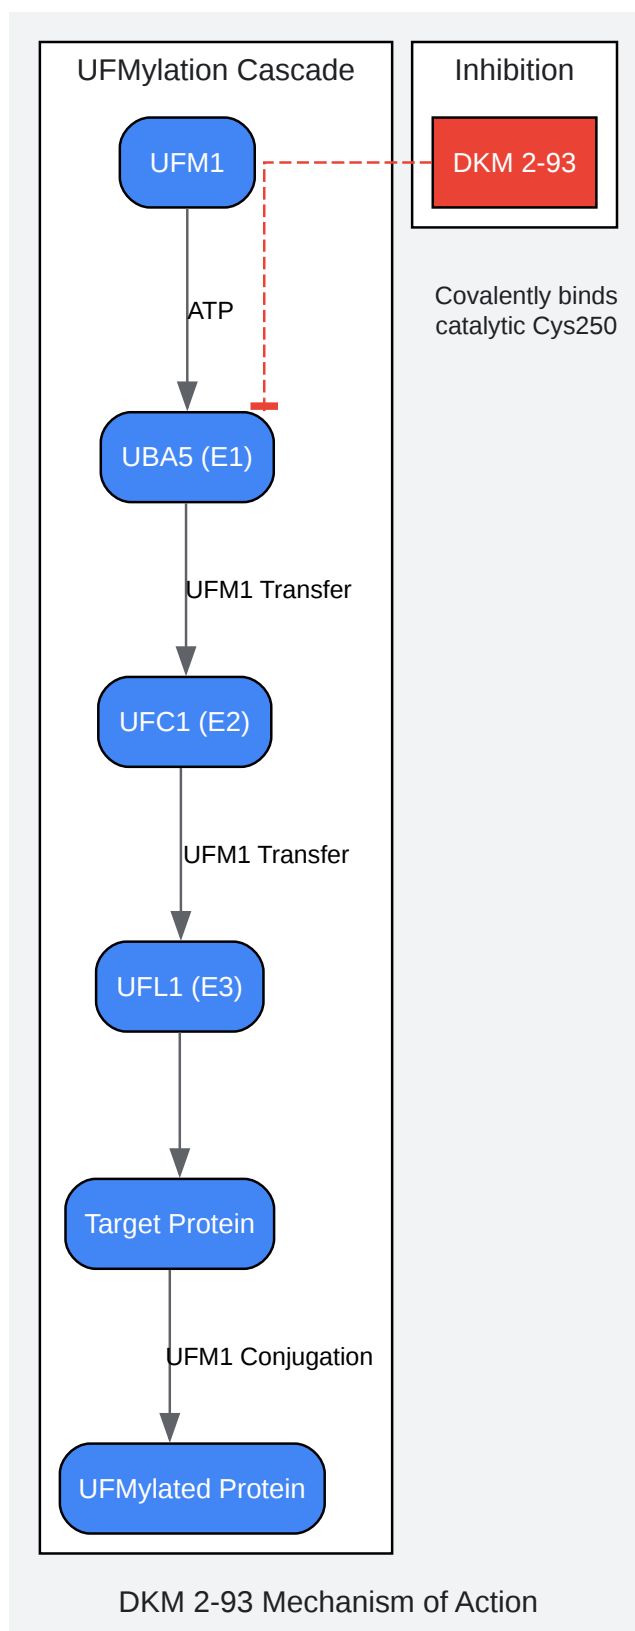 UFMylation Cascade
Inhibition
UFM1
DKM 2-93
Covalently binds
catalytic Cys250
ATP
UBA5 (E1)
UFM1 Transfer
UFC1 (E2)
UFM1 Transfer
UFL1 (E3)
Target Protein
UFM1 Conjugation
UFMylated Protein
DKM 2-93 Mechanism of Action